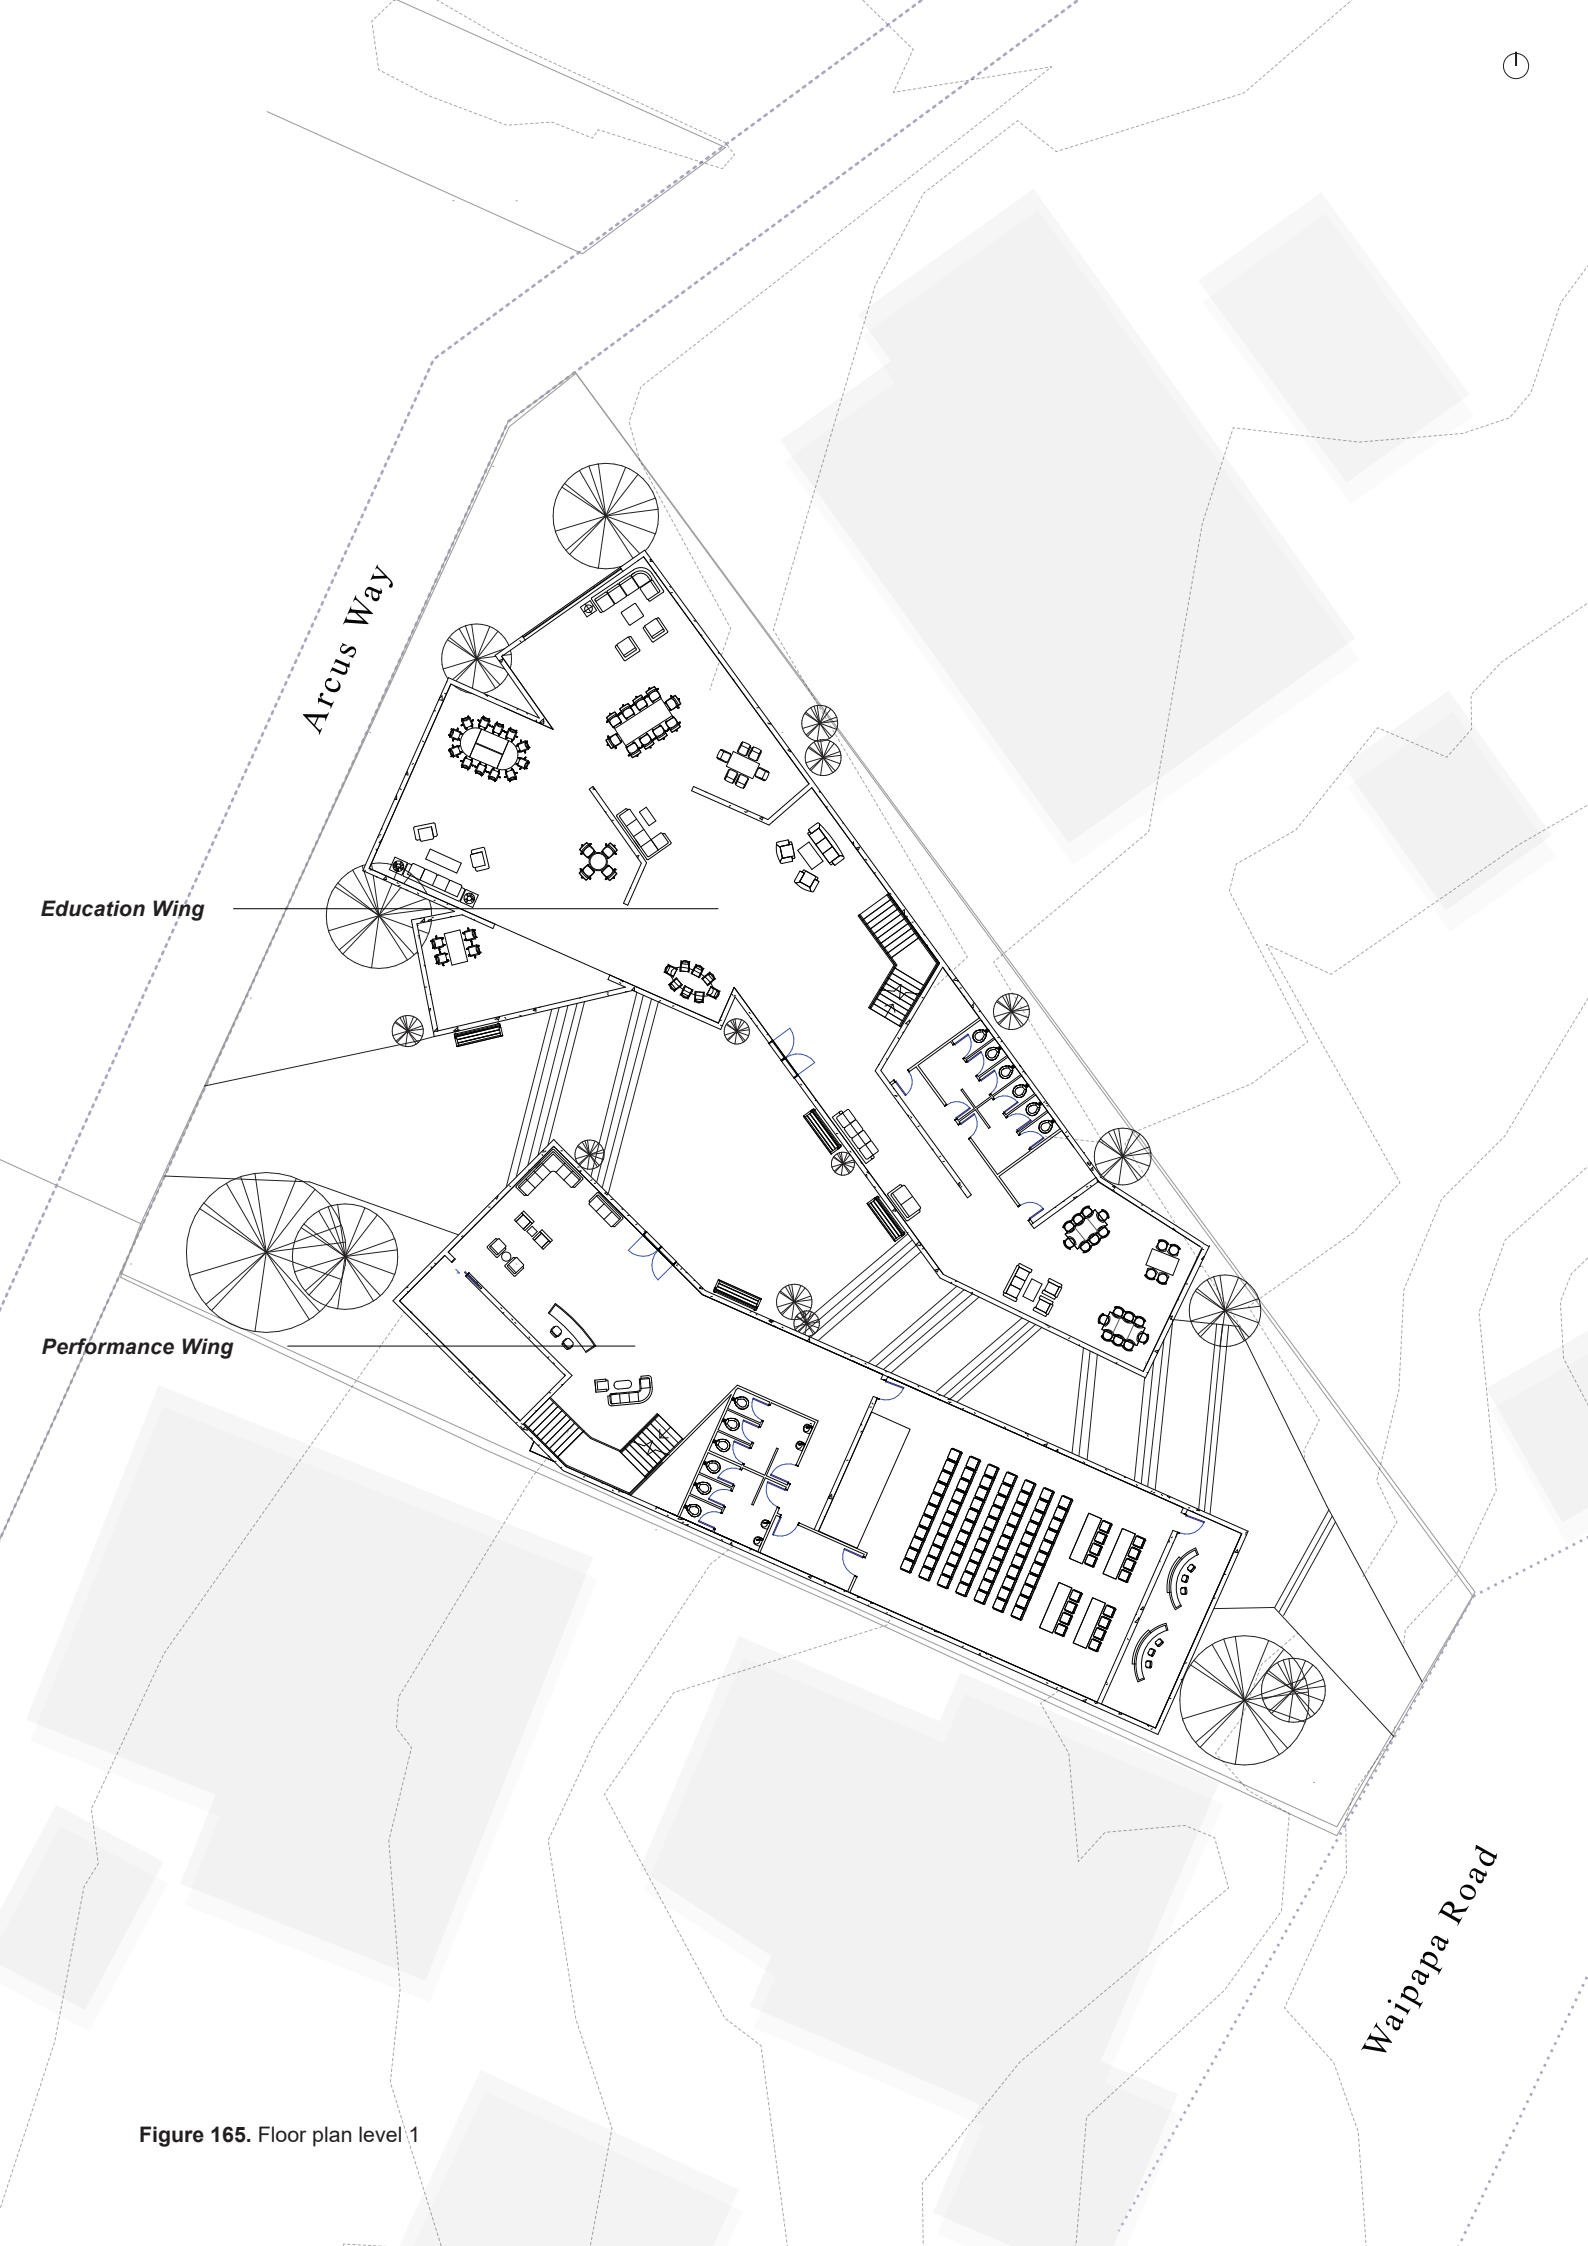 Arcus Way
Education Wing
Performance Wing
Waipapa Road
Figure 165. Floor plan level 1